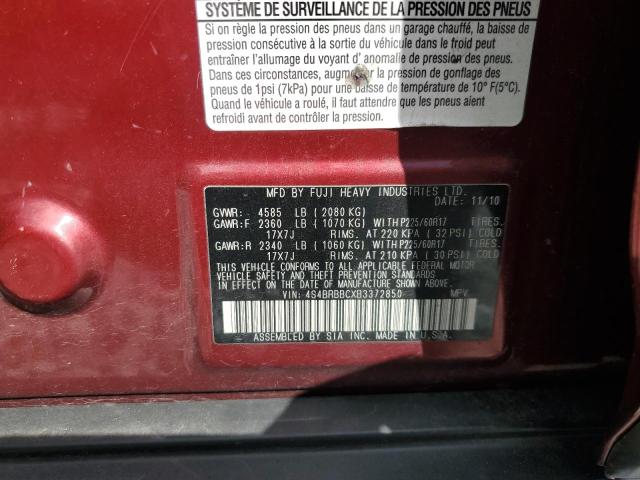 SYSTÈME DE SURVEILLANCE DE LA PRESSION DES PNEUS
Si on règle la pression des pneus dans un garage chauffé, la baisse de
pression consécutive à la sortie du véhicule dans le froid peut
entraîner l'allumage du voyant d' anomalie de pression des pneus.
Dans ces circonstances, augmenter la pression de gonflage des
pneus de 1psi (7kPa) pour une baisse de température de 10° F(5°C).
Quand le véhicule a roulé, il faut attendre que les pneus aient
refroidi avant de contrôler la pression.
MFD BY FUJI HEAVY INDUSTRIES LTD.
DATE: 11/10
GVWR: 4585 LB ( 2080 KG)
GAWR:F 2360 LB ( 1070 KG) WITH P225/60R17 TIRES.
17X7J RIMS. AT 220 KPA ( 32 PSI) COLD
GAWR:R 2340 LB ( 1060 KG) WITH P225/60R17 TIRES.
17X7J RIMS. AT 210 KPA ( 30 PSI) COLD
THIS VEHICLE CONFORMS TO ALL APPLICABLE FEDERAL MOTOR
VEHICLE SAFETY AND THEFT PREVENTION STANDARDS IN
EFFECT ON THE DATE OF MANUFACTURE SHOWN ABOVE.
VIN: 4S4BRBBCXB3372850 MPV
ASSEMBLED BY SIA INC. MADE IN U.S.A.